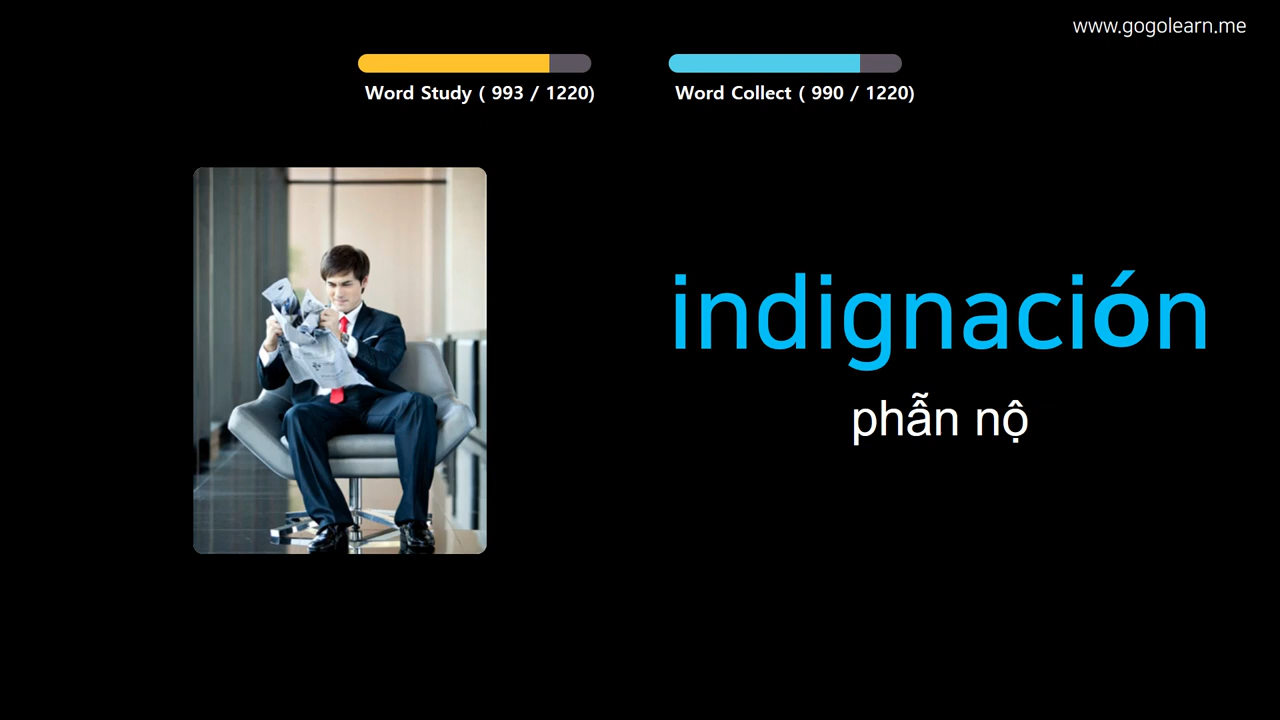 www.gogolearn.me
Word Study ( 993 / 1220)
Word Collect ( 990 / 1220)
indignación
phẫn nộ